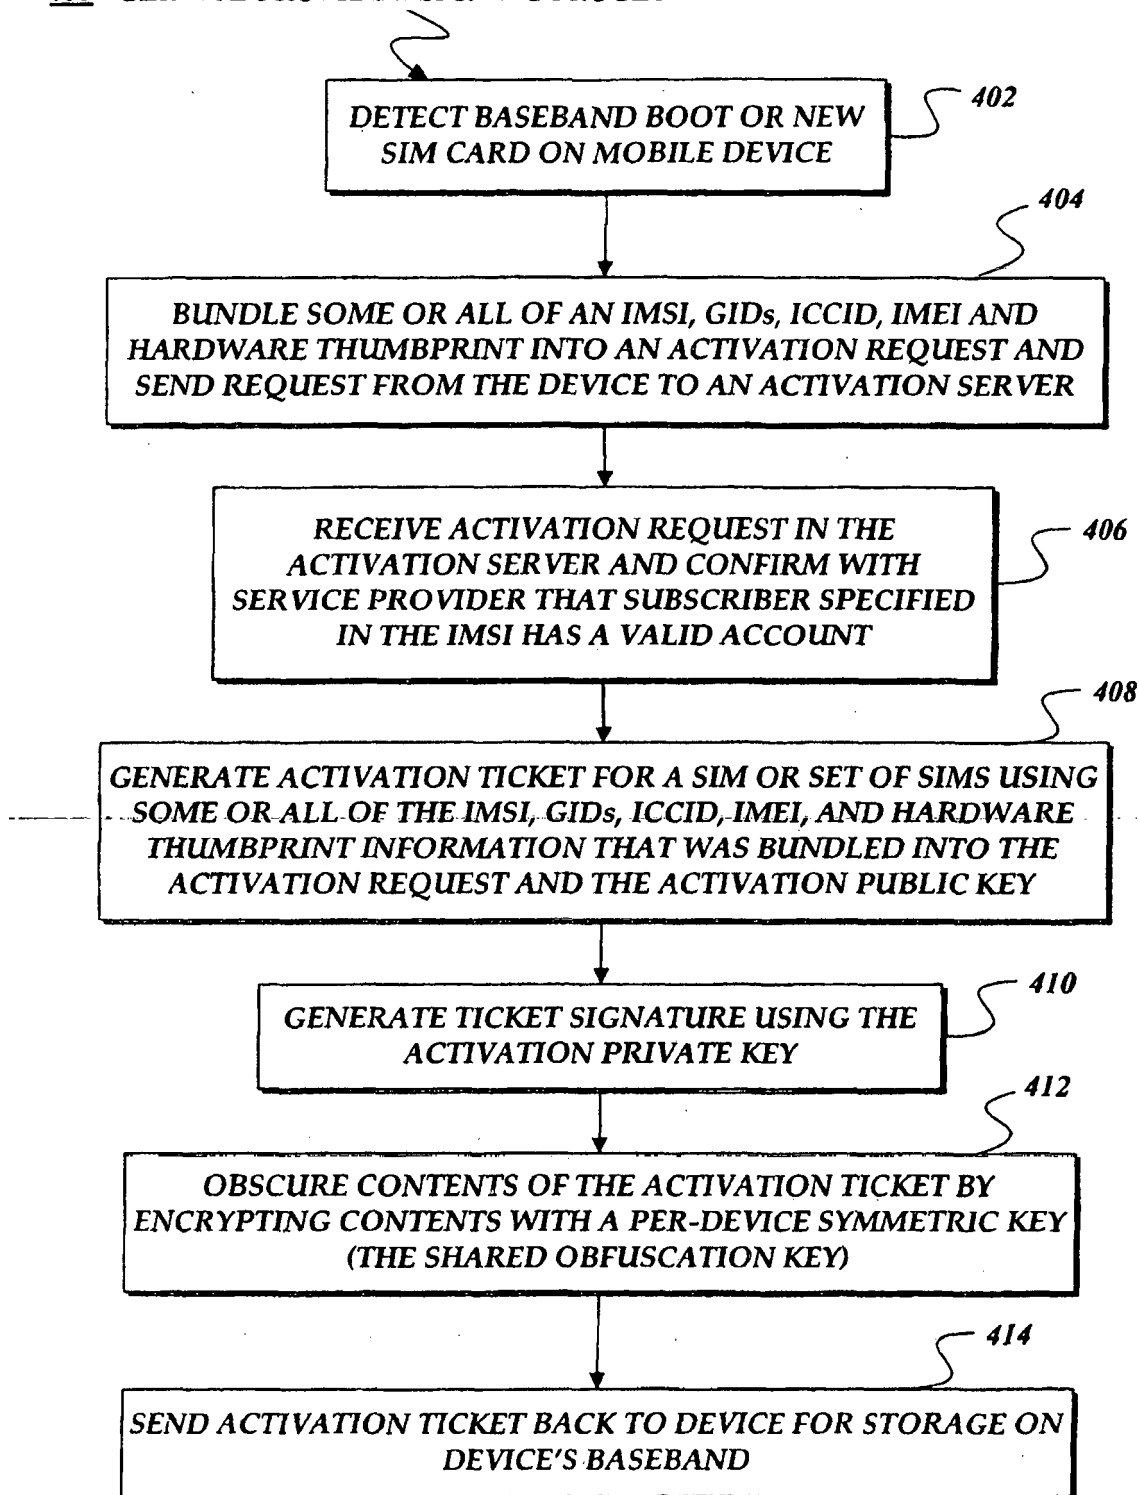 402
DETECT BASEBAND BOOT OR NEW
SIM CARD ON MOBILE DEVICE
404
BUNDLE SOME OR ALL OF AN IMSI, GIDs, ICCID, IMEI AND
HARDWARE THUMBPRINT INTO AN ACTIVATION REQUEST AND
SEND REQUEST FROM THE DEVICE TO AN ACTIVATION SERVER
406
RECEIVE ACTIVATION REQUEST IN THE
ACTIVATION SERVER AND CONFIRM WITH
SERVICE PROVIDER THAT SUBSCRIBER SPECIFIED
IN THE IMSI HAS A VALID ACCOUNT
408
GENERATE ACTIVATION TICKET FOR A SIM OR SET OF SIMS USING
SOME OR ALL OF THE IMSI, GIDs, ICCID, IMEI, AND HARDWARE
THUMBPRINT INFORMATION THAT WAS BUNDLED INTO THE
ACTIVATION REQUEST AND THE ACTIVATION PUBLIC KEY
410
GENERATE TICKET SIGNATURE USING THE
ACTIVATION PRIVATE KEY
412
OBSCURE CONTENTS OF THE ACTIVATION TICKET BY
ENCRYPTING CONTENTS WITH A PER-DEVICE SYMMETRIC KEY
(THE SHARED OBFUSCATION KEY)
414
SEND ACTIVATION TICKET BACK TO DEVICE FOR STORAGE ON
DEVICE'S BASEBAND